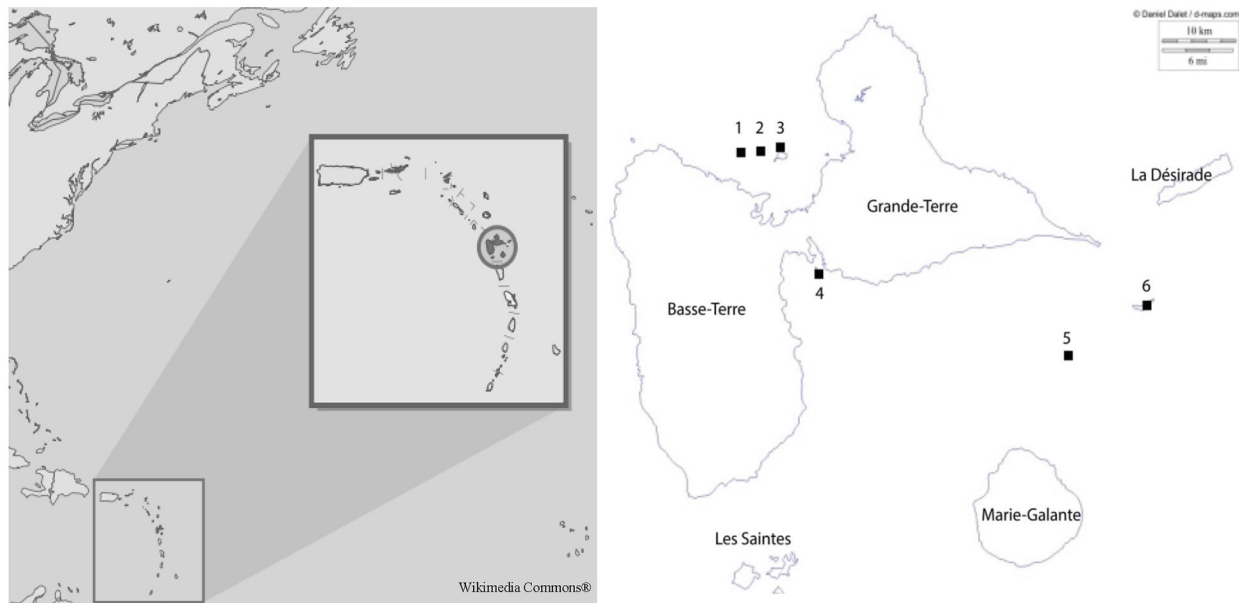 Wikimedia Commons®
© Daniel Dalet / d-maps.com
10 km
6 mi
1 2 3
La Désirade
Grande-Terre
4
6
Basse-Terre
5
Marie-Galante
Les Saintes